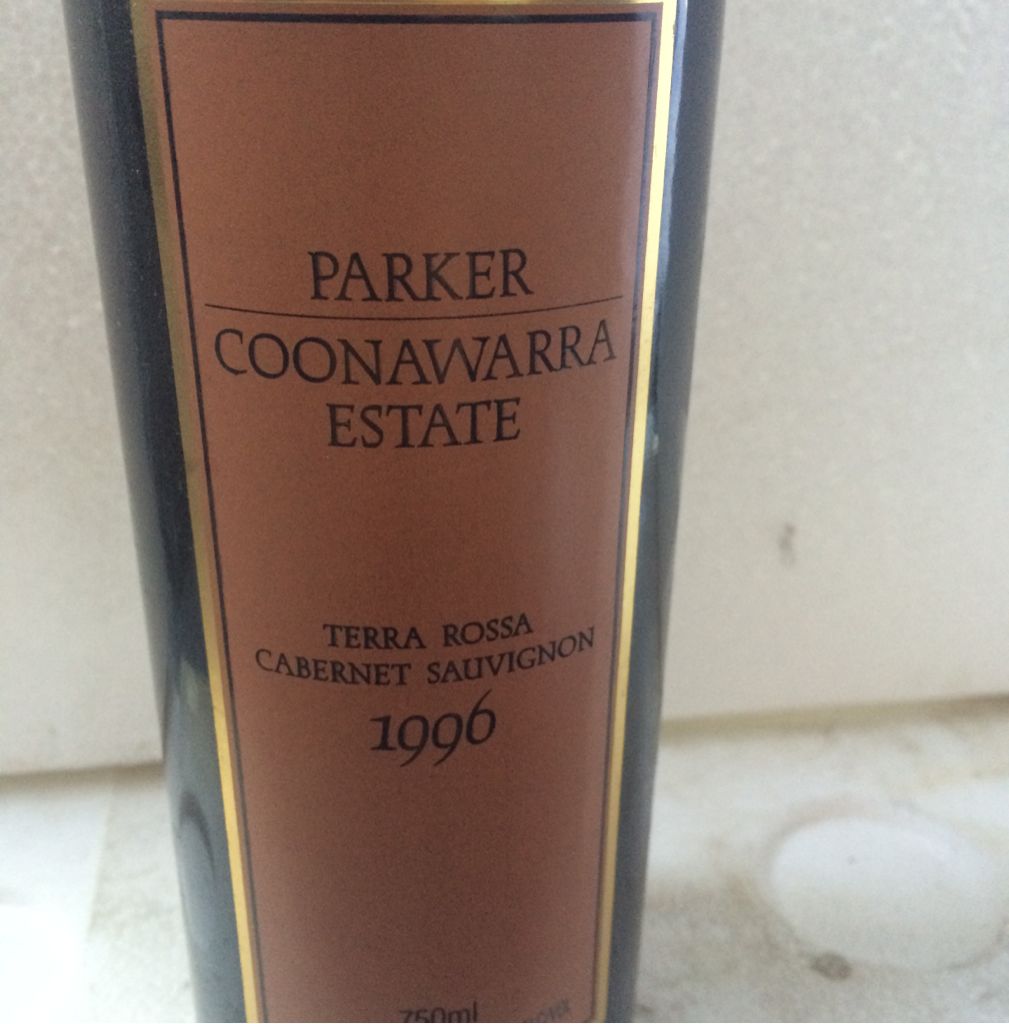 PARKER
COONAWARRA
ESTATE
TERRA ROSSA
CABERNET SAUVIGNON
1996
750ml